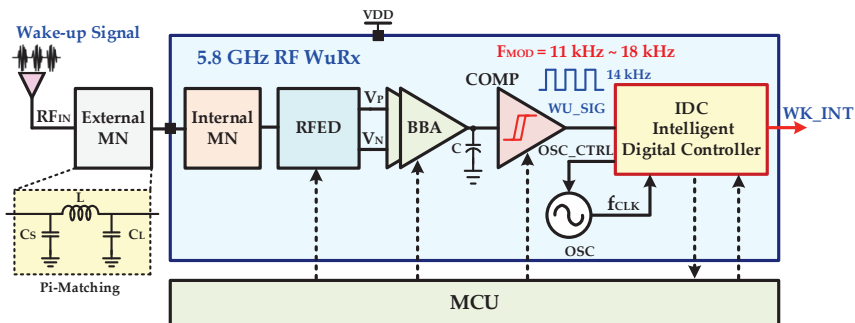 VDD
Wake-up Signal
5.8 GHz RF WuRx
FMOD = 11 kHz ~ 18 kHz
COMP
14 kHz
RFIN
External
MN
Internal
MN
RFED
VP
VN
BBA
C
WU_SIG
OSC_CTRL
IDC
Intelligent
Digital Controller
WK_INT
fCLK
OSC
L
CS
CL
Pi-Matching
MCU